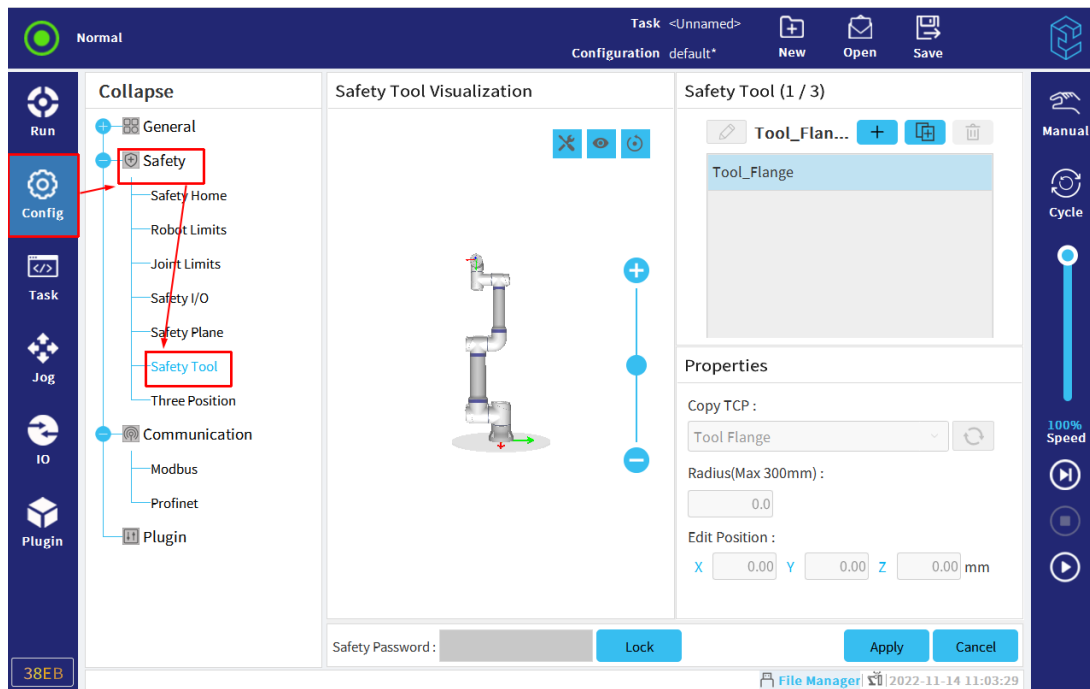 Normal
Task <Unnamed>
Configuration default*
New
Open
Save
Run
Config
Task
Jog
IO
Plugin
38EB
Collapse
General
Safety
Safety Home
Robot Limits
Joint Limits
Safety I/O
Safety Plane
Safety Tool
Three Position
Communication
Modbus
Profinet
Plugin
Safety Tool Visualization
Safety Tool (1 / 3)
Tool_Flan...
Tool_Flange
Properties
Copy TCP :
Tool Flange
Radius(Max 300mm) :
0.0
Edit Position :
X 0.00 Y 0.00 Z 0.00 mm
Safety Password : Lock Apply Cancel
File Manager 2022-11-14 11:03:29
Manual
Cycle
100%
Speed